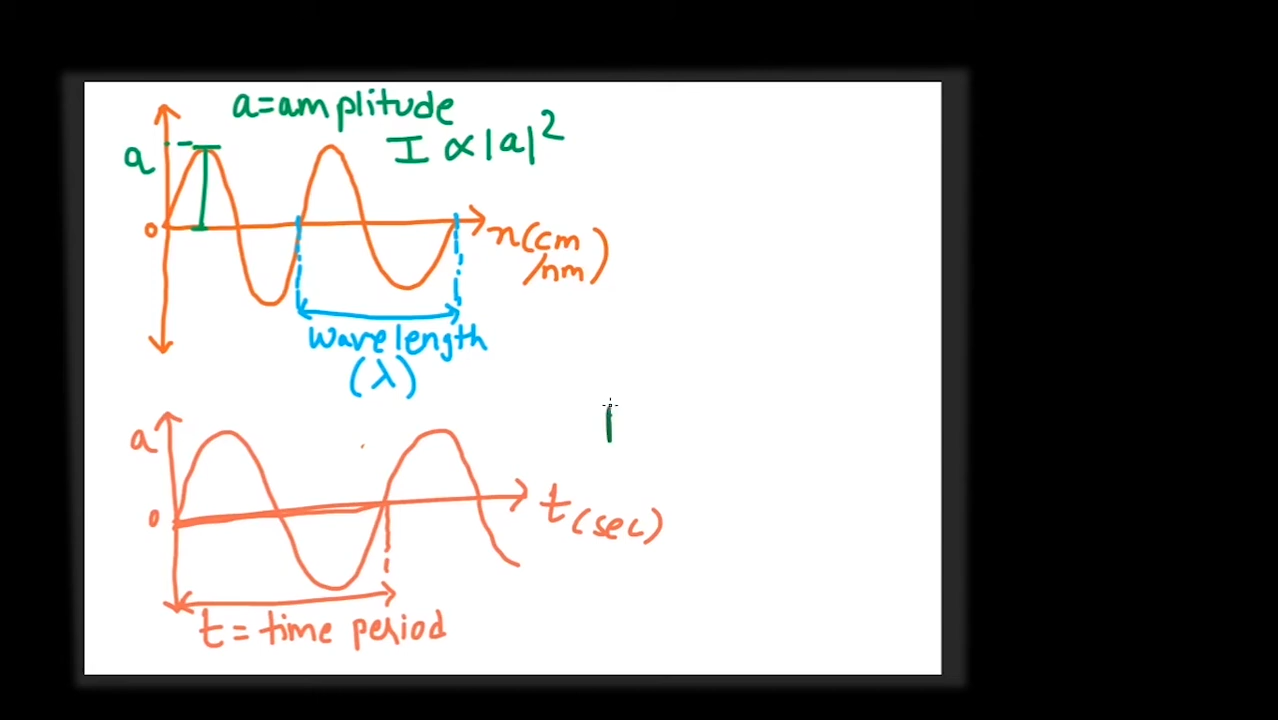 a=amplitude
I ∝ |a|²
a
0
n(cm
/nm)
wavelength
(λ)
a
0
t(sec)
t = time period